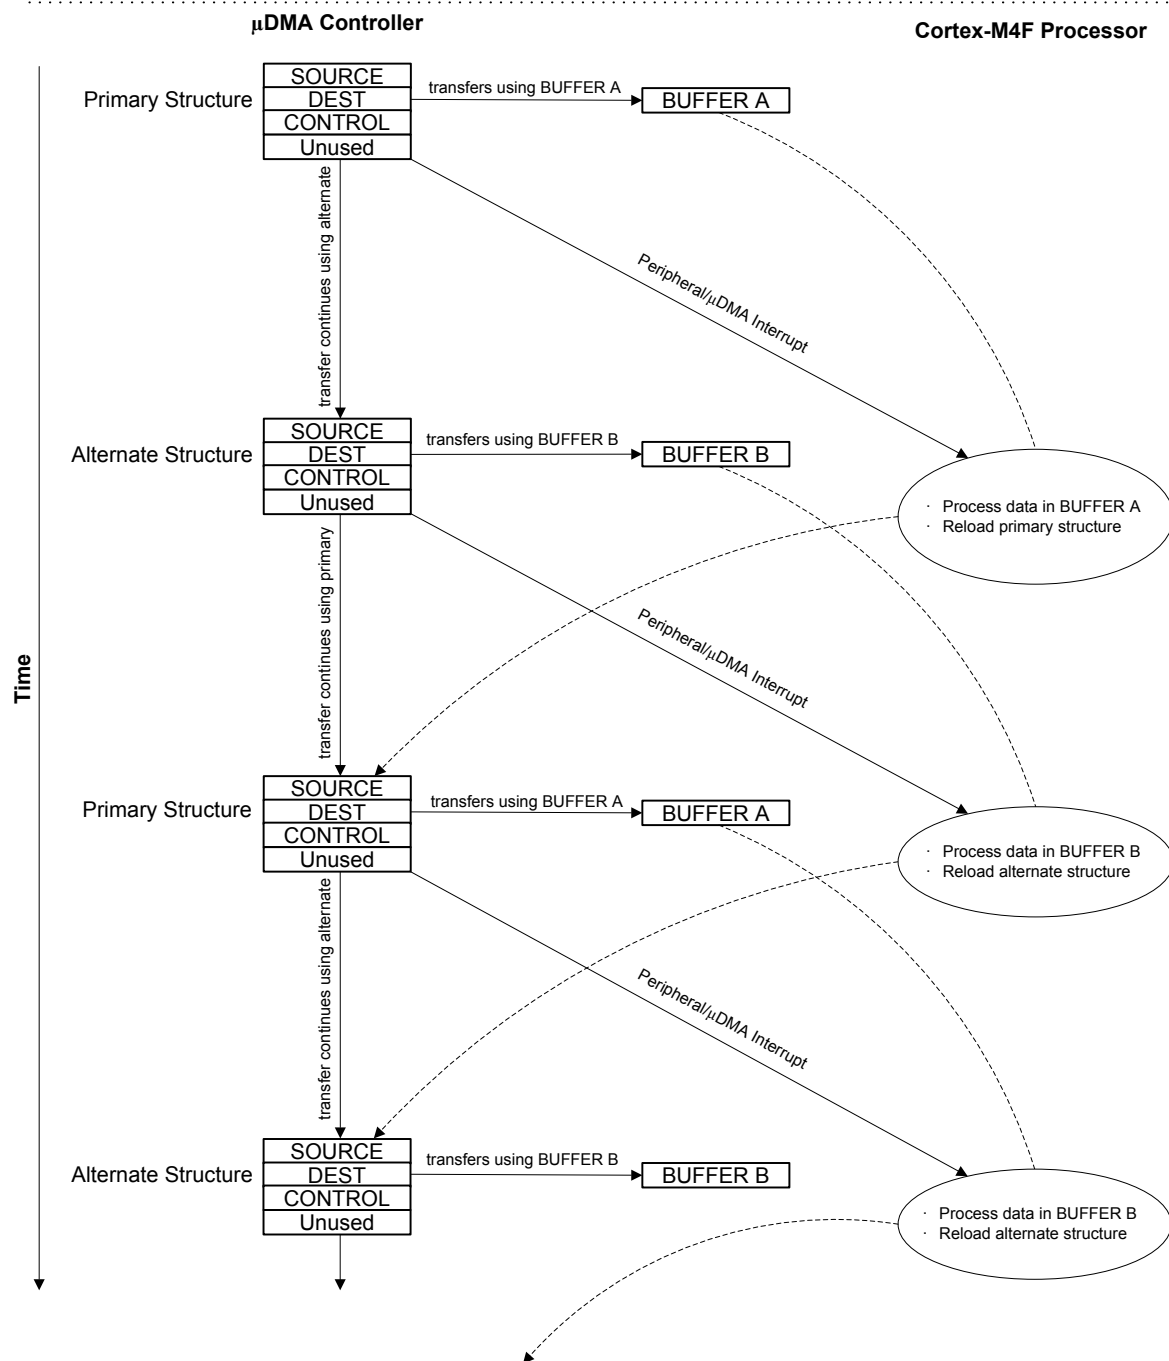 μDMA Controller
Cortex-M4F Processor
Primary Structure
SOURCE
DEST
CONTROL
Unused
transfers using BUFFER A
BUFFER A
transfer continues using alternate
Peripheral/μDMA Interrupt
Alternate Structure
SOURCE
DEST
CONTROL
Unused
transfers using BUFFER B
BUFFER B
· Process data in BUFFER A
· Reload primary structure
transfer continues using primary
Peripheral/μDMA Interrupt
Time
Primary Structure
SOURCE
DEST
CONTROL
Unused
transfers using BUFFER A
BUFFER A
· Process data in BUFFER B
· Reload alternate structure
transfer continues using alternate
Peripheral/μDMA Interrupt
Alternate Structure
SOURCE
DEST
CONTROL
Unused
transfers using BUFFER B
BUFFER B
· Process data in BUFFER B
· Reload alternate structure